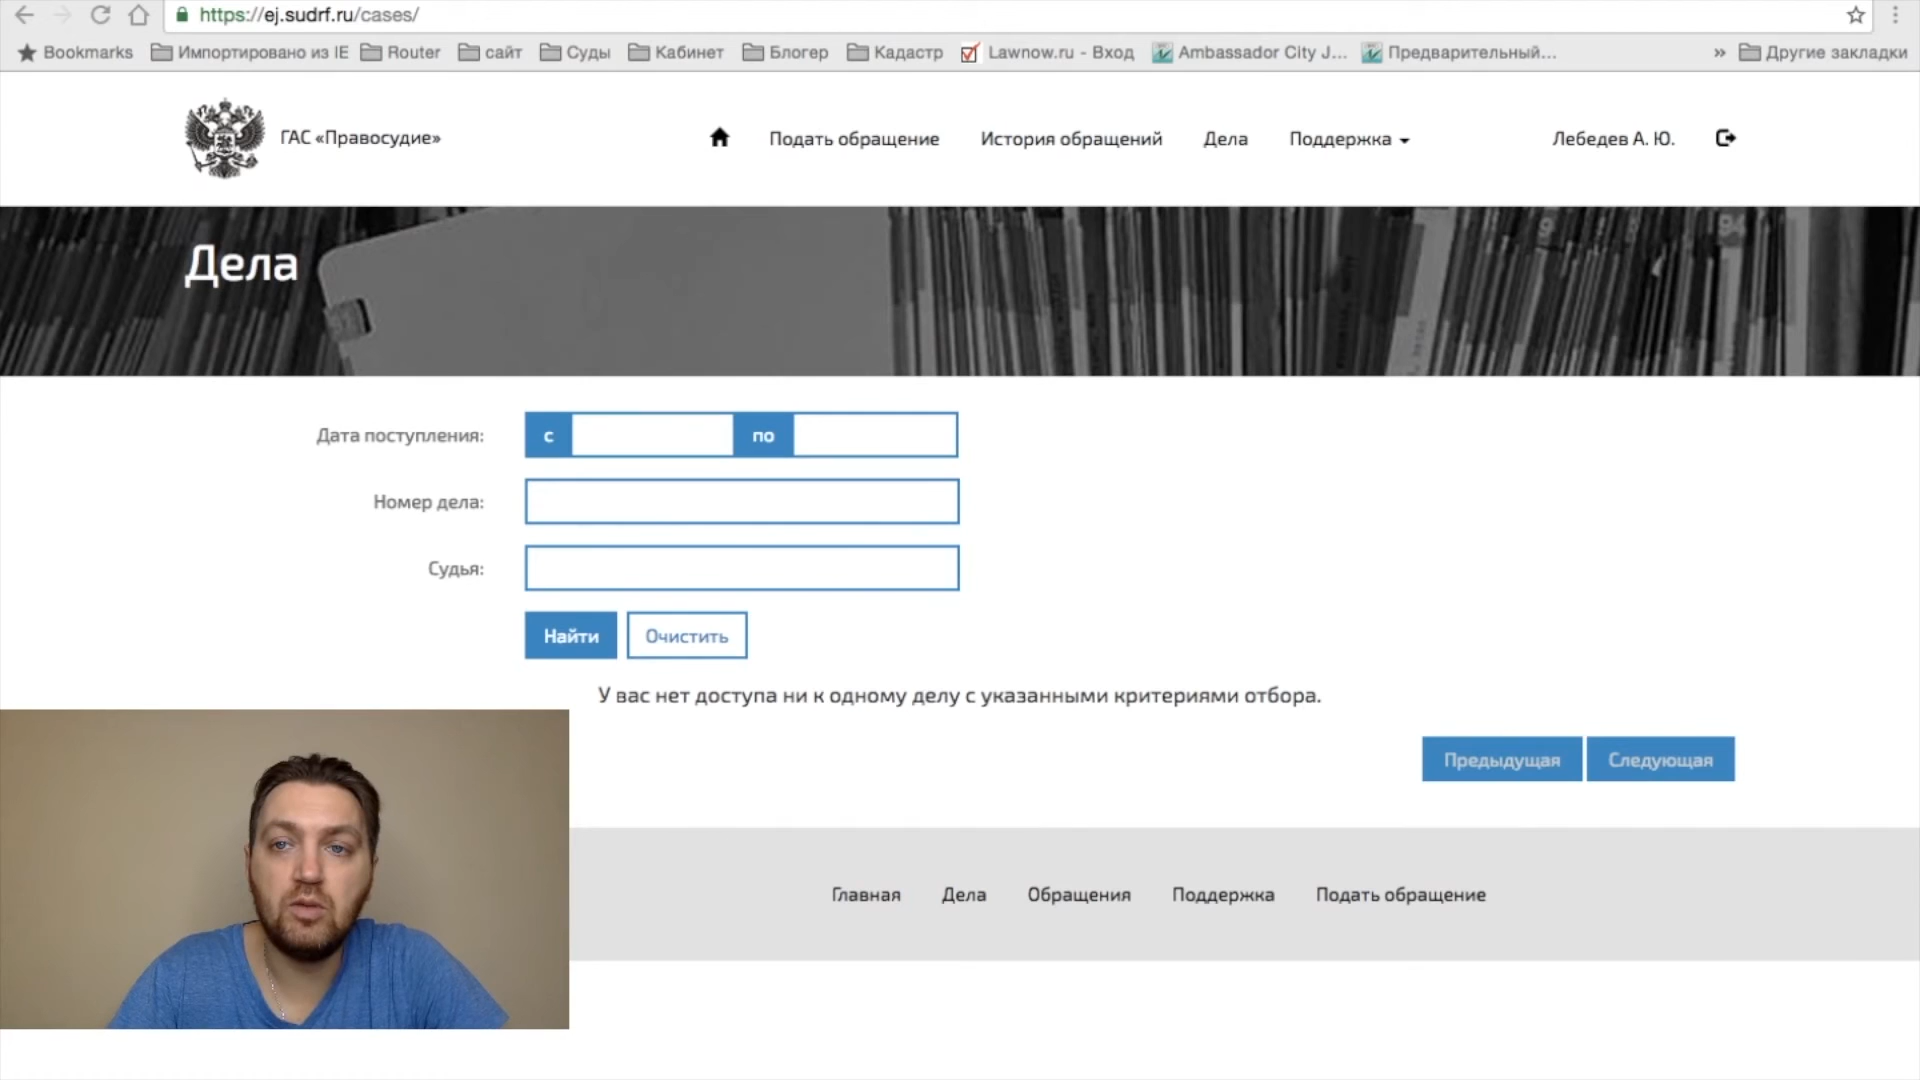 https://ej.sudrf.ru/cases/
Bookmarks Импортировано из IE Router сайт Суды Кабинет Блогер Кадастр Lawnow.ru - Вход Ambassador City J... Предварительный... » Другие закладки
ГАС «Правосудие» Подать обращение История обращений Дела Поддержка Лебедев А. Ю.
Дела
Дата поступления: с по
Номер дела:
Судья:
Найти Очистить
У вас нет доступа ни к одному делу с указанными критериями отбора.
Предыдущая Следующая
Главная Дела Обращения Поддержка Подать обращение